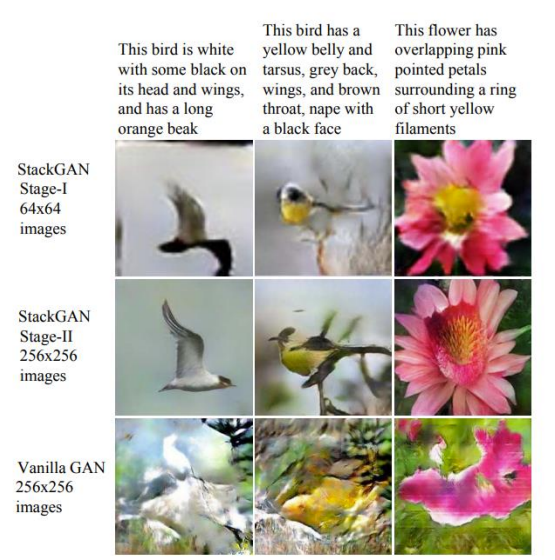 This bird is white
with some black on
its head and wings,
and has a long
orange beak
This bird has a
yellow belly and
tarsus, grey back,
wings, and brown
throat, nape with
a black face
This flower has
overlapping pink
pointed petals
surrounding a ring
of short yellow
filaments
StackGAN
Stage-I
64x64
images
StackGAN
Stage-II
256x256
images
Vanilla GAN
256x256
images